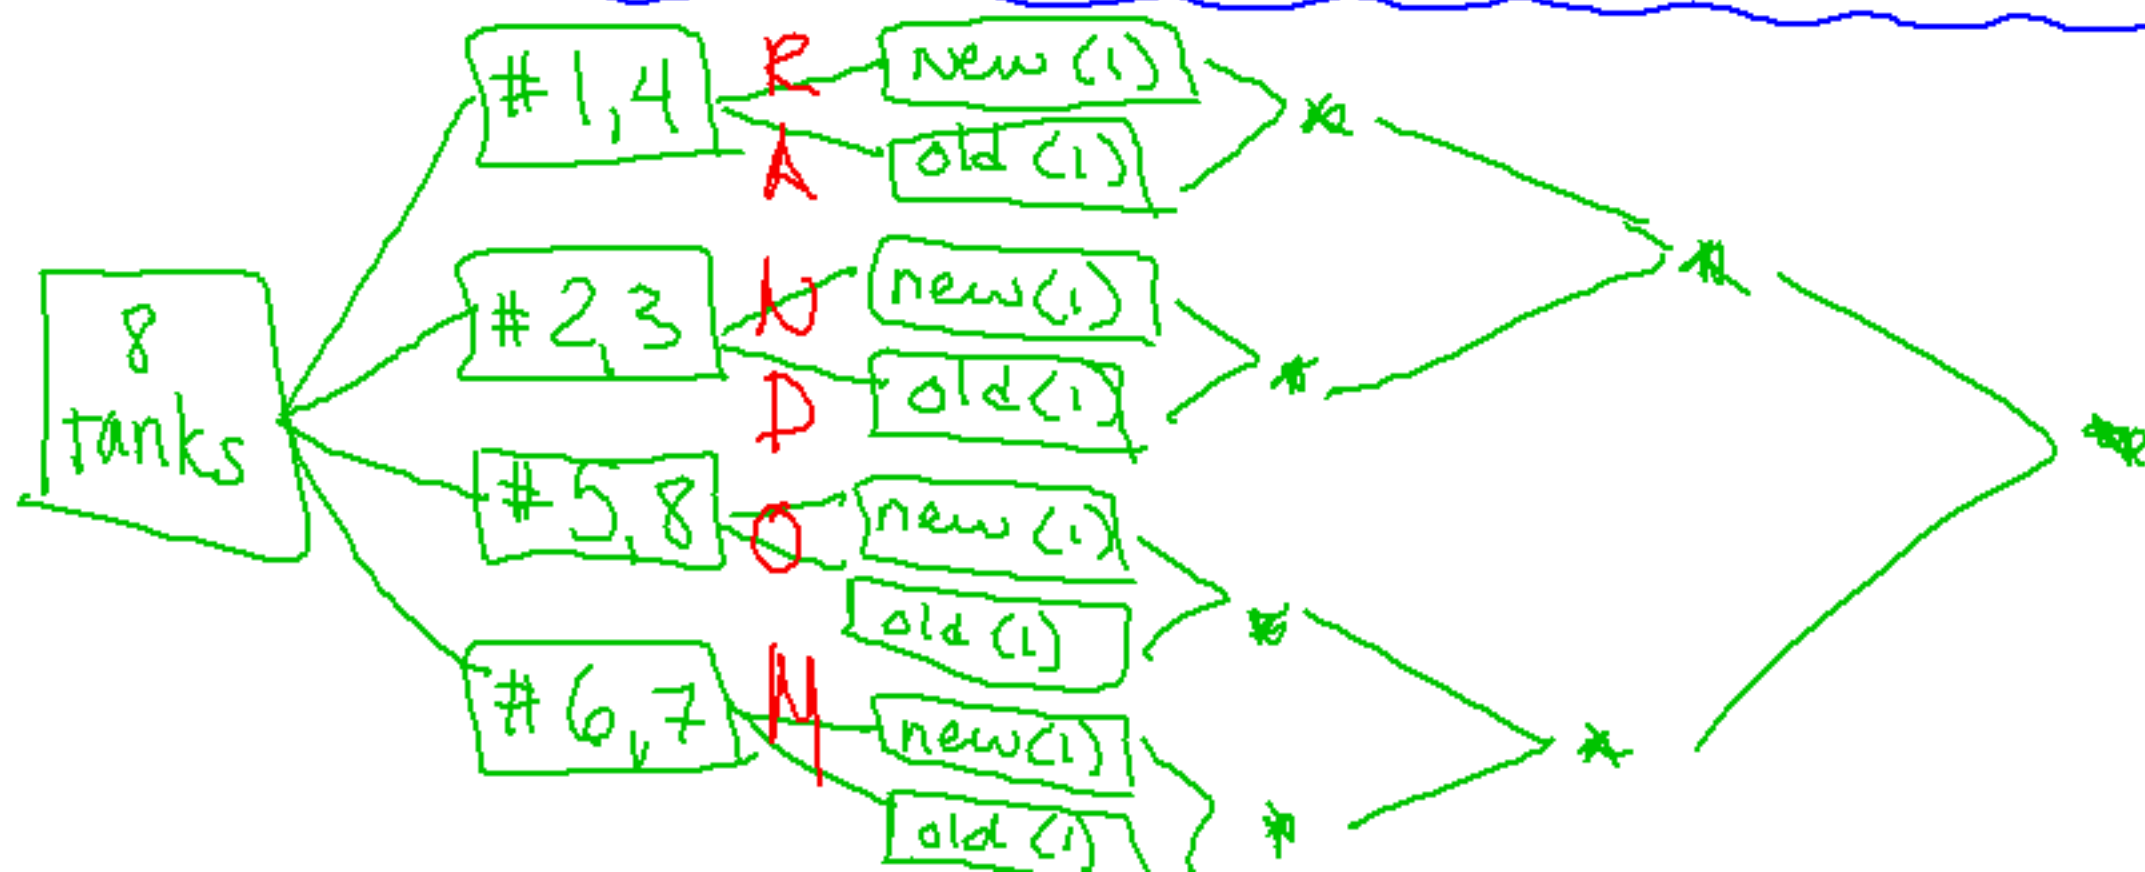 8
tanks
#1,4
#2,3
#5,8
#6,7
R
A
N
D
O
M
New (1)
old (1)
new (1)
old (1)
new (1)
old (1)
new (1)
old (1)